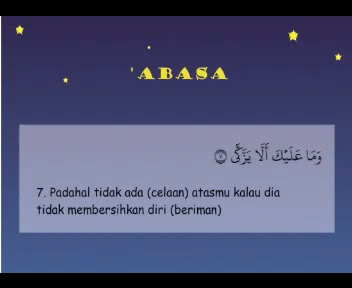 'ABASA
وَمَا عَلَيْكَ أَلَّا يَزَّكَّىٰ ۝٧
7. Padahal tidak ada (celaan) atasmu kalau dia
tidak membersihkan diri (beriman)